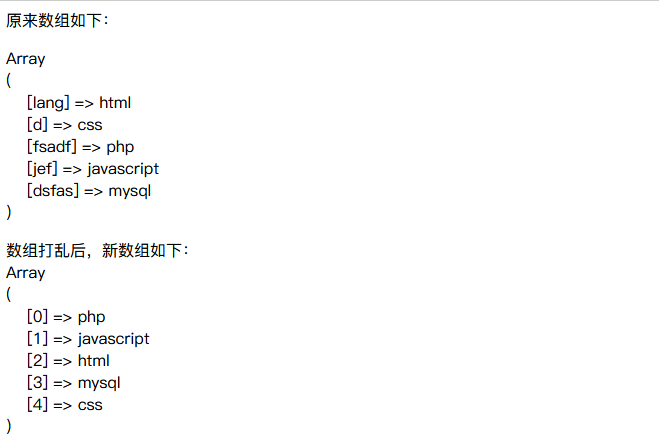 原来数组如下：
Array
(
[lang] => html
[d] => css
[fsadf] => php
[jef] => javascript
[dsfas] => mysql
)
数组打乱后，新数组如下：
Array
(
[0] => php
[1] => javascript
[2] => html
[3] => mysql
[4] => css
)